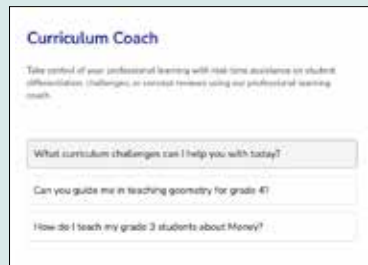 Curriculum Coach
Take control of your professional learning with real-time assistance on student
differentiation, challenges, or concept reviews using our professional learning
coach.
What curriculum challenges can I help you with today?
Can you guide me in teaching geometry for grade 4?
How do I teach my grade 3 students about Money?